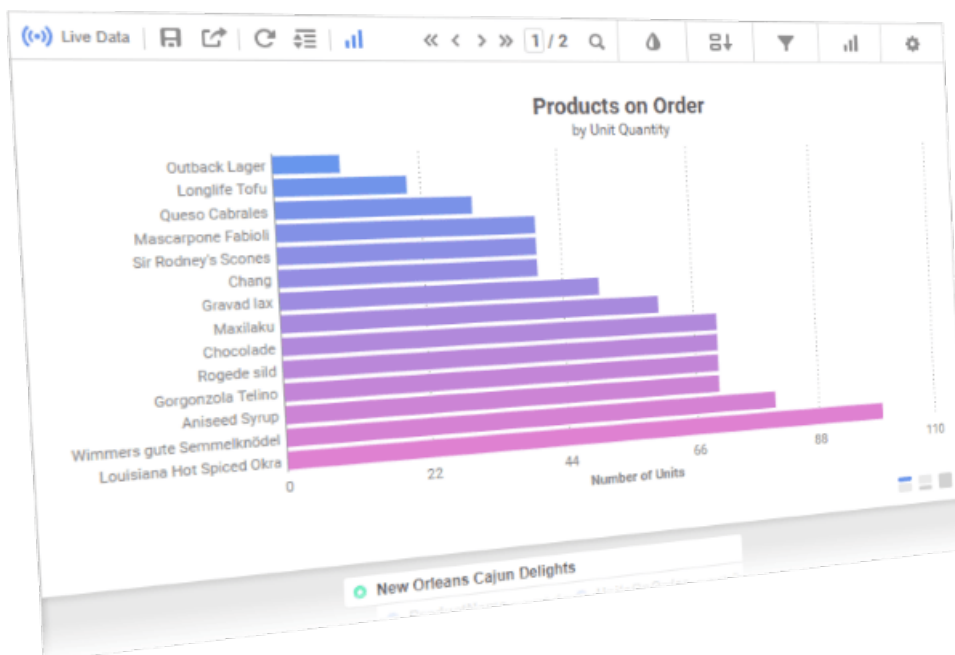 Live Data
1 / 2
Products on Order
by Unit Quantity
Outback Lager
Longlife Tofu
Queso Cabrales
Mascarpone Fabioli
Sir Rodney's Scones
Chang
Gravad lax
Maxilaku
Chocolade
Rogede sild
Gorgonzola Telino
Aniseed Syrup
Wimmers gute Semmelknödel
Louisiana Hot Spiced Okra
0 22 44 66 88 110
Number of Units
New Orleans Cajun Delights